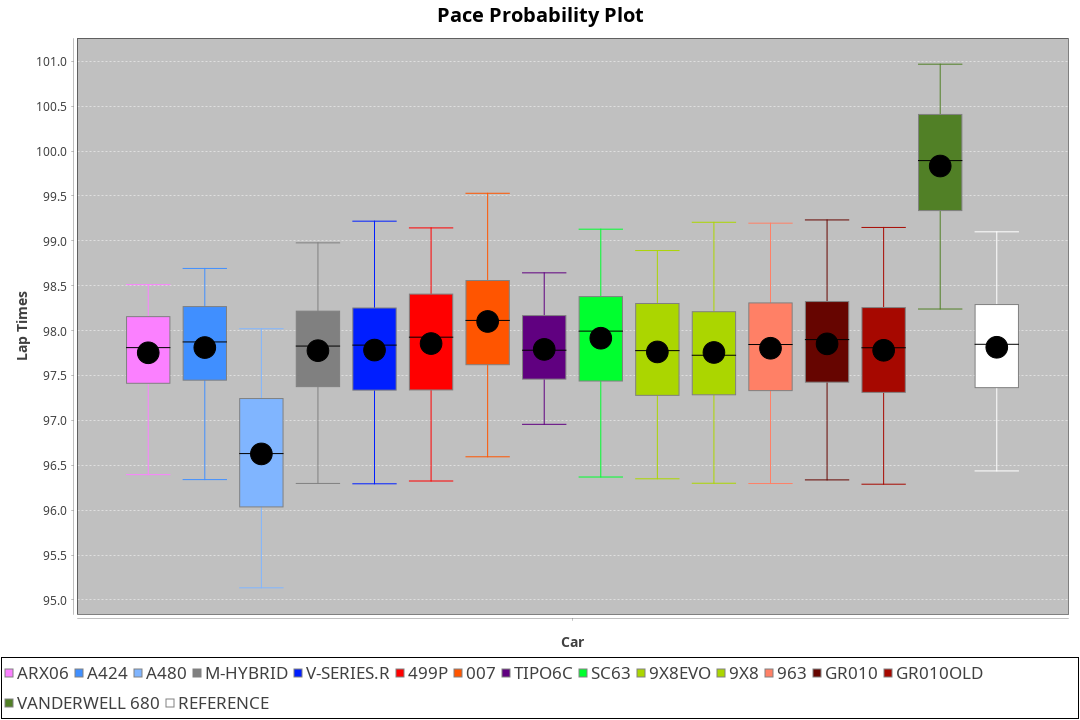 Pace Probability Plot
101.0
100.5
100.0
99.5
99.0
98.5
98.0
97.5
97.0
96.5
96.0
95.5
95.0
Lap Times
Car
ARX06 A424 A480 M-HYBRID V-SERIES.R 499P 007 TIPO6C SC63 9X8EVO 9X8 963 GR010 GR010OLD
VANDERWELL 680 REFERENCE